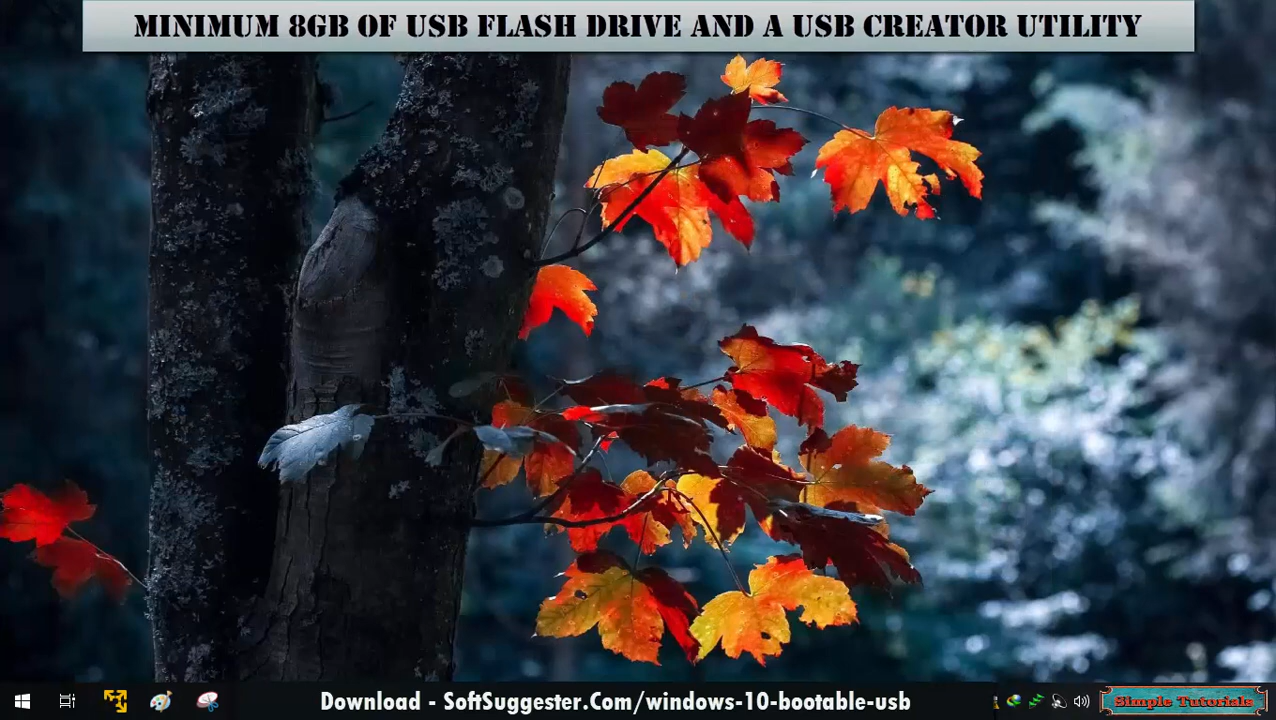 MINIMUM 8GB OF USB FLASH DRIVE AND A USB CREATOR UTILITY
Download - SoftSuggester.Com/windows-10-bootable-usb
Simple Tutorials